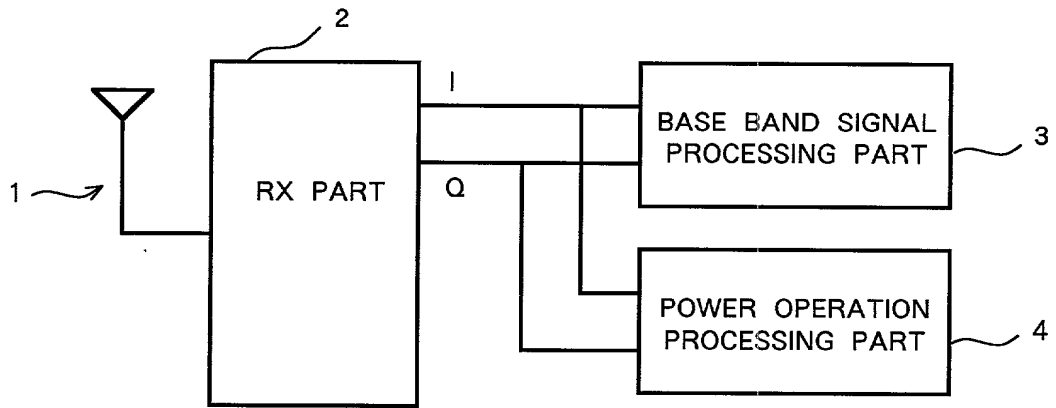 2
I
BASE BAND SIGNAL
PROCESSING PART
3
1
RX PART
Q
POWER OPERATION
PROCESSING PART
4